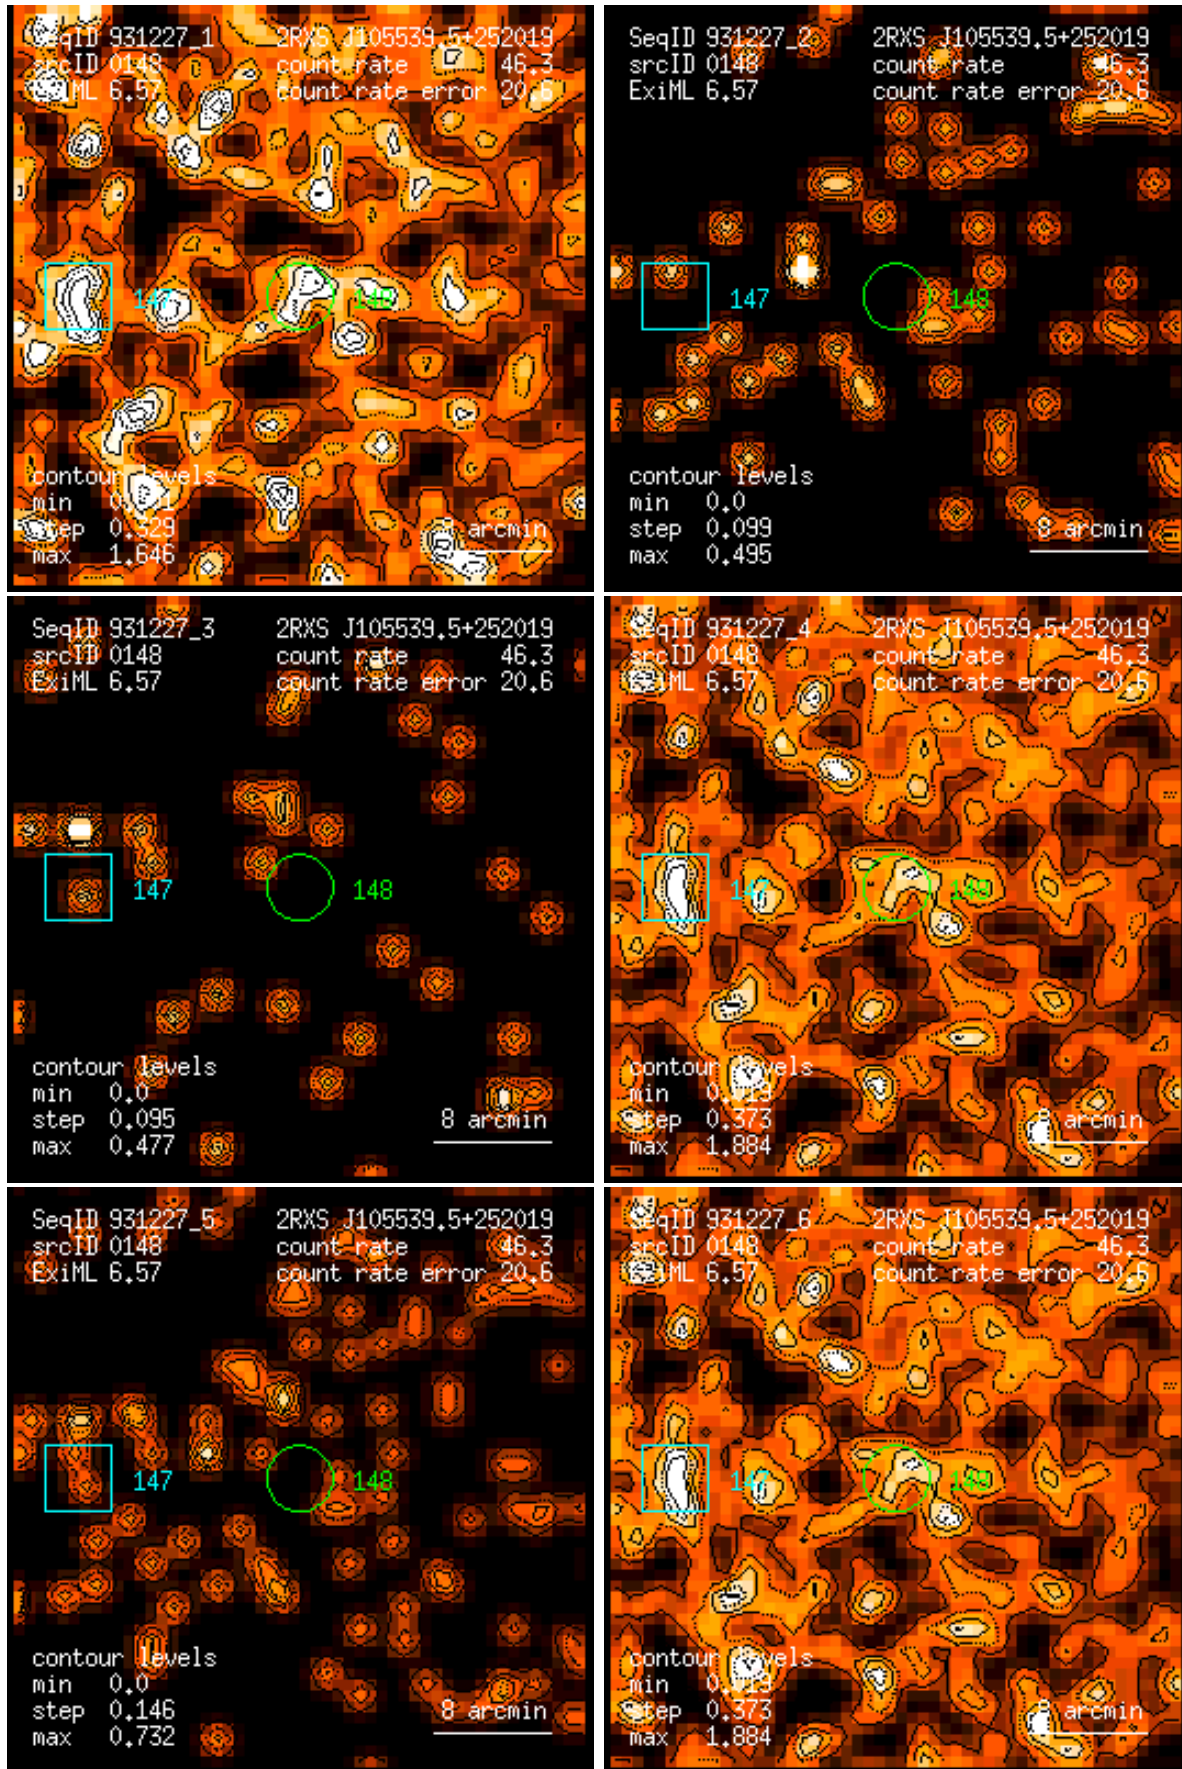 SeqID 931227_1 2RXS J105539.5+252019
srcID 0148 count rate 46.3
ExiML 6.57 count rate error 20.6
147 148
contour levels
min
step 0.329
max 1.646
arcmin
SeqID 931227_2 2RXS J105539.5+252019
srcID 0148 count rate 46.3
ExiML 6.57 count rate error 20.6
147 148
contour levels
min 0.0
step 0.099
max 0.495
8 arcmin
SeqID 931227_3 2RXS J105539.5+252019
srcID 0148 count rate 46.3
ExiML 6.57 count rate error 20.6
147 148
contour levels
min 0.0
step 0.095
max 0.477
8 arcmin
SeqID 931227_4 2RXS J105539.5+252019
srcID 0148 count rate 46.3
ExiML 6.57 count rate error 20.6
147 148
contour levels
min 0.019
step 0.373
max 1.884
8 arcmin
SeqID 931227_5 2RXS J105539.5+252019
srcID 0148 count rate 46.3
ExiML 6.57 count rate error 20.6
147 148
contour levels
min 0.0
step 0.146
max 0.732
8 arcmin
SeqID 931227_6 2RXS J105539.5+252019
srcID 0148 count rate 46.3
ExiML 6.57 count rate error 20.6
147 148
contour levels
min 0.019
step 0.373
max 1.884
8 arcmin